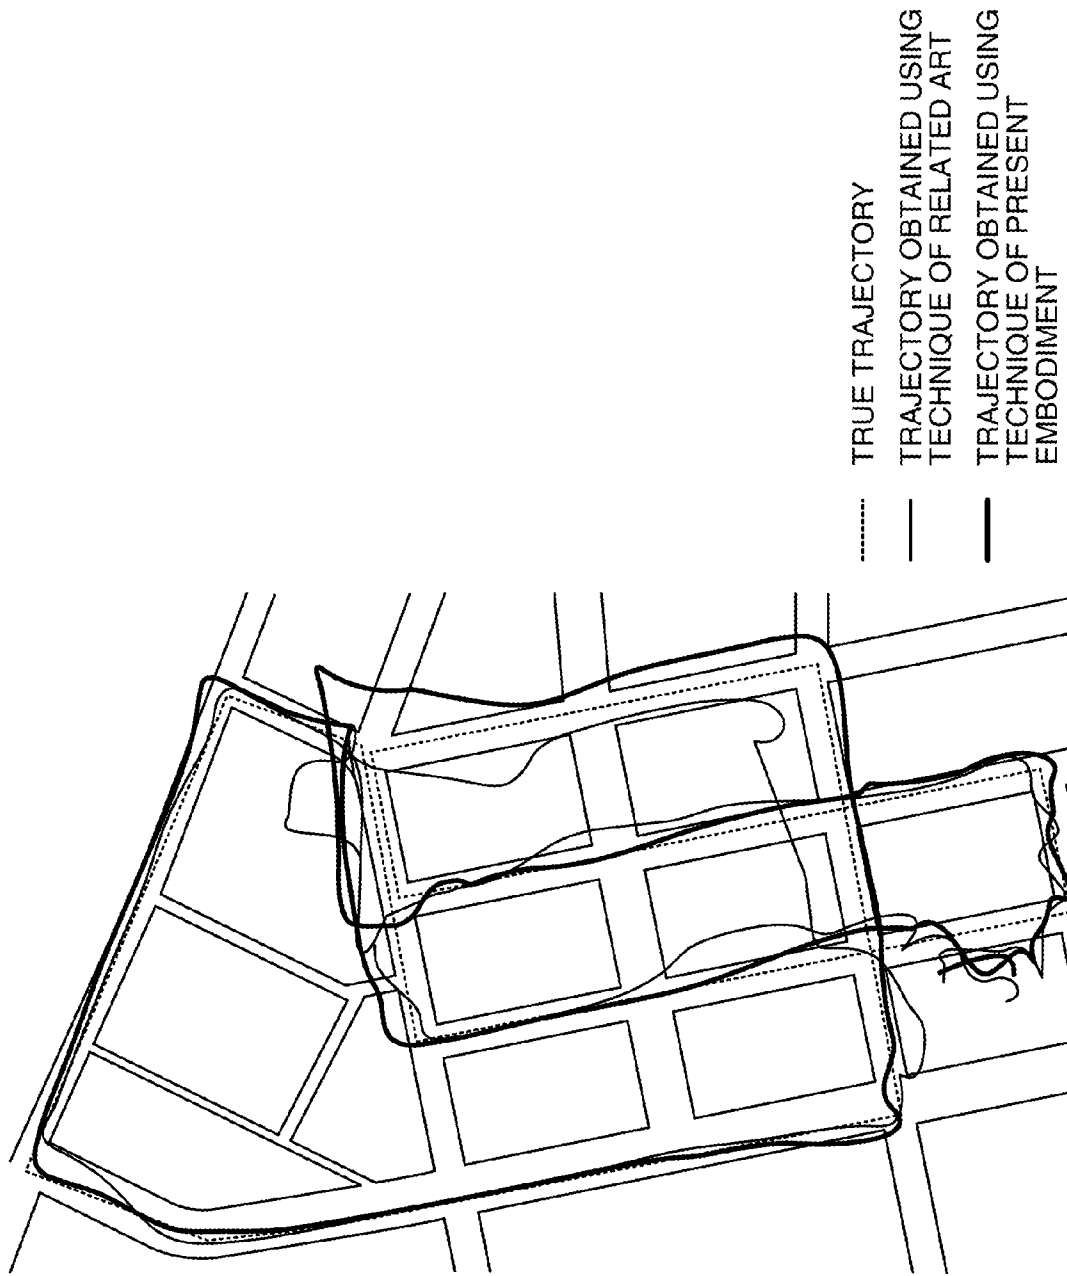 TRUE TRAJECTORY
TRAJECTORY OBTAINED USING
TECHNIQUE OF RELATED ART
TRAJECTORY OBTAINED USING
TECHNIQUE OF PRESENT
EMBODIMENT